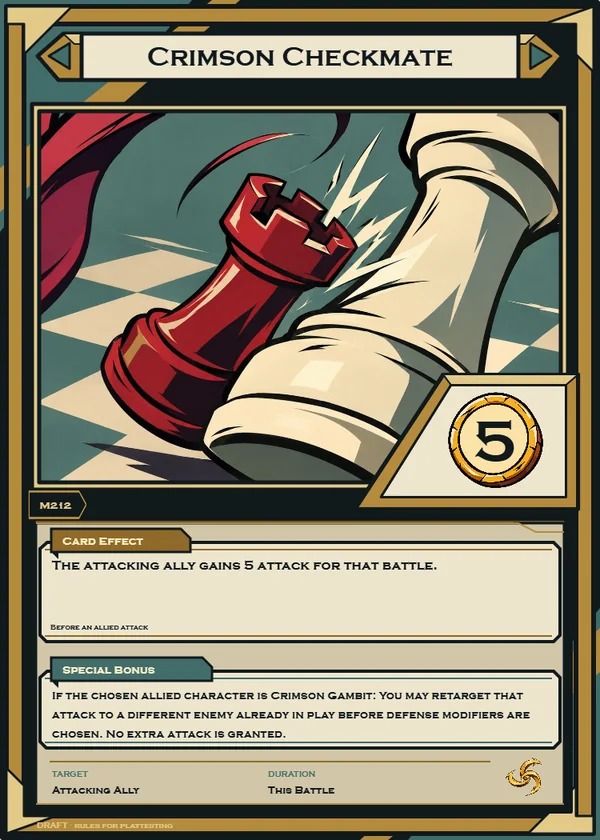 Crimson Checkmate
5
M212
Card Effect
The attacking ally gains 5 attack for that battle.
Before an allied attack
Special Bonus
If the chosen allied character is Crimson Gambit: You may retarget that
attack to a different enemy already in play before defense modifiers are
chosen. No extra attack is granted.
Target
Duration
Attacking Ally
This Battle
DRAFT Rules for playtesting